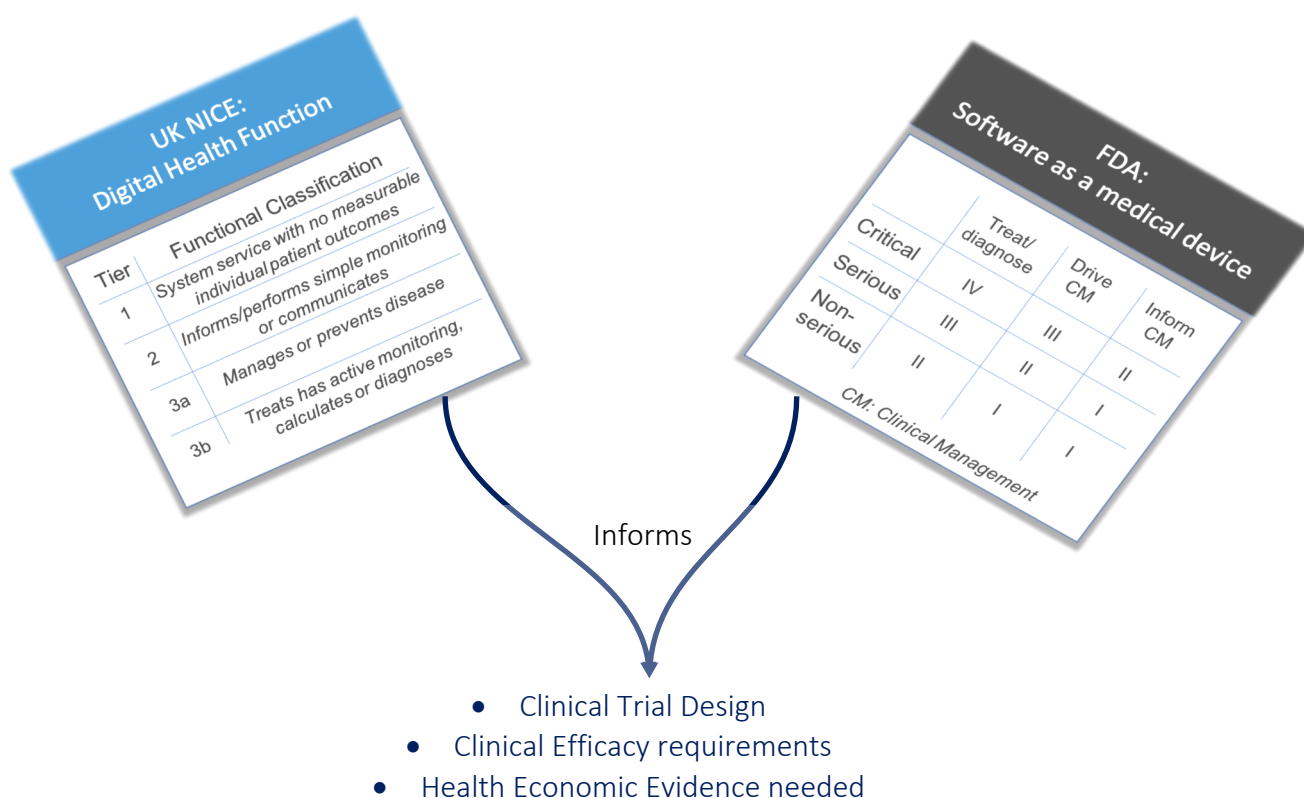 UK NICE:
Digital Health Function
Tier Functional Classification
1 System service with no measurable
individual patient outcomes
2 Informs/performs simple monitoring
or communicates
3a Manages or prevents disease
3b Treats has active monitoring,
calculates or diagnoses
FDA:
Software as a medical device
Treat/
diagnose
Drive
CM
Inform
CM
Critical IV III II
Serious III II I
Non-
serious II I I
CM: Clinical Management
Informs
• Clinical Trial Design
• Clinical Efficacy requirements
• Health Economic Evidence needed